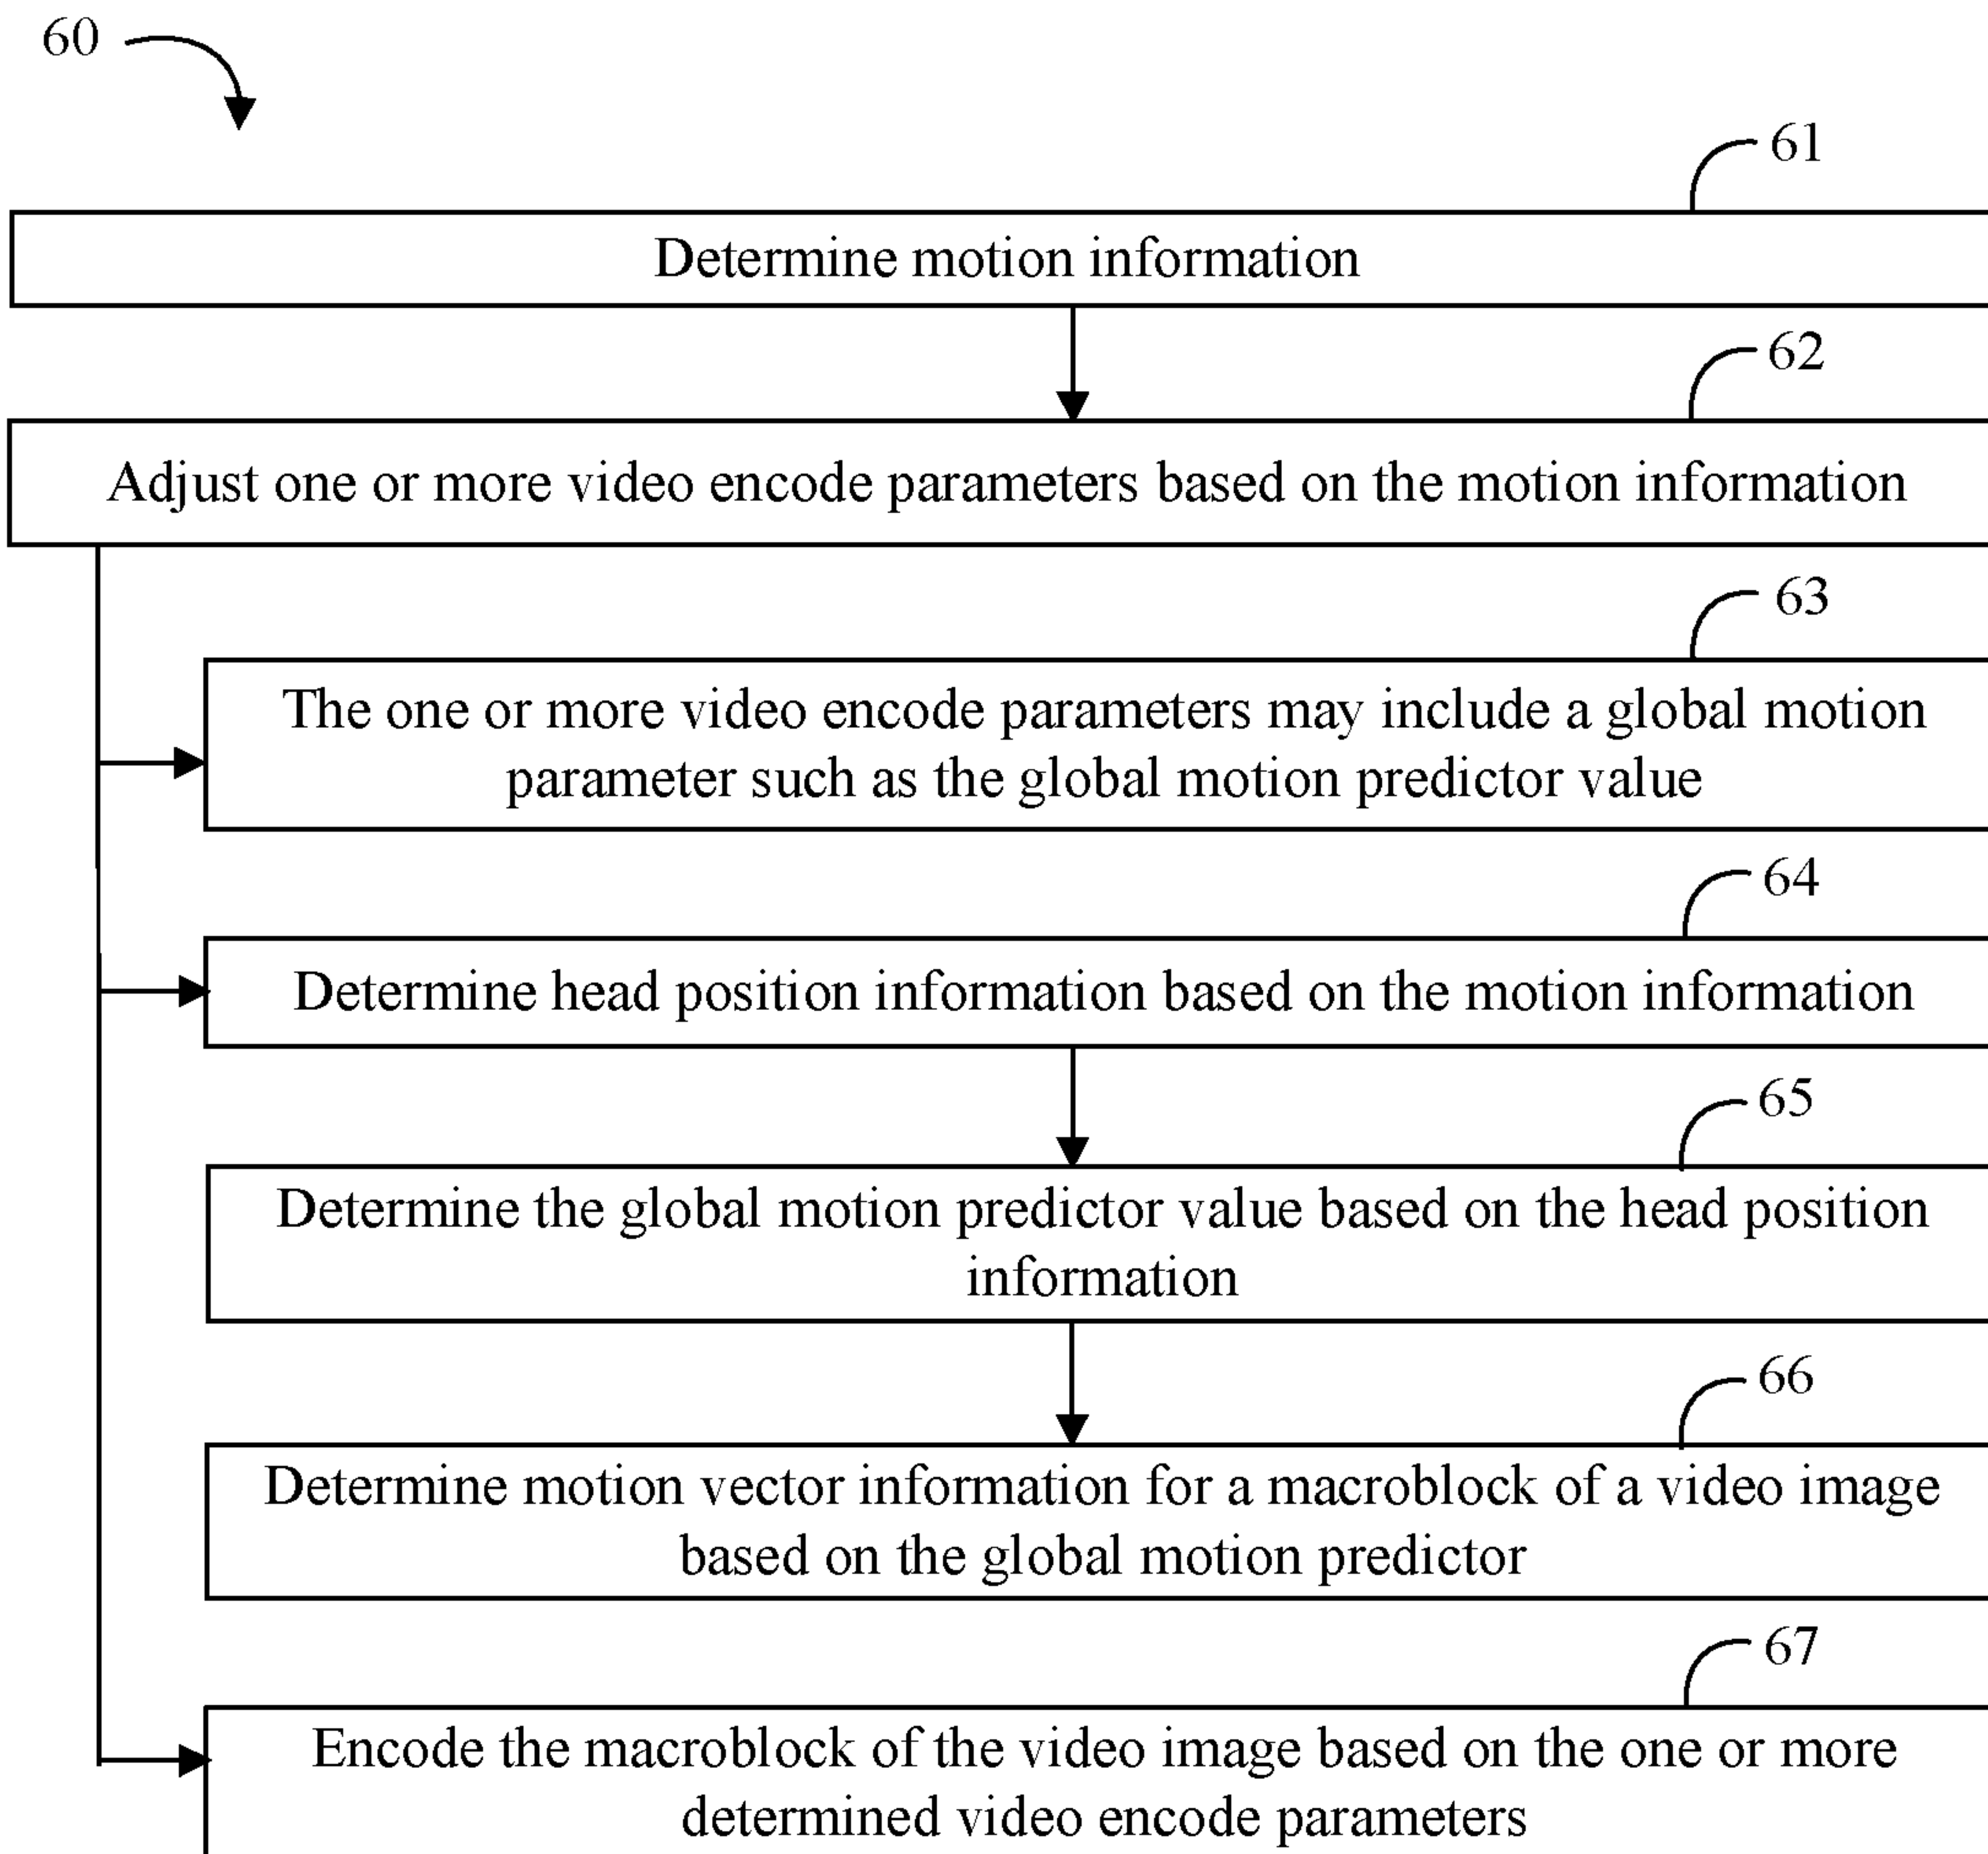 60
61
Determine motion information
62
Adjust one or more video encode parameters based on the motion information
63
The one or more video encode parameters may include a global motion
parameter such as the global motion predictor value
64
Determine head position information based on the motion information
65
Determine the global motion predictor value based on the head position
information
66
Determine motion vector information for a macroblock of a video image
based on the global motion predictor
67
Encode the macroblock of the video image based on the one or more
determined video encode parameters